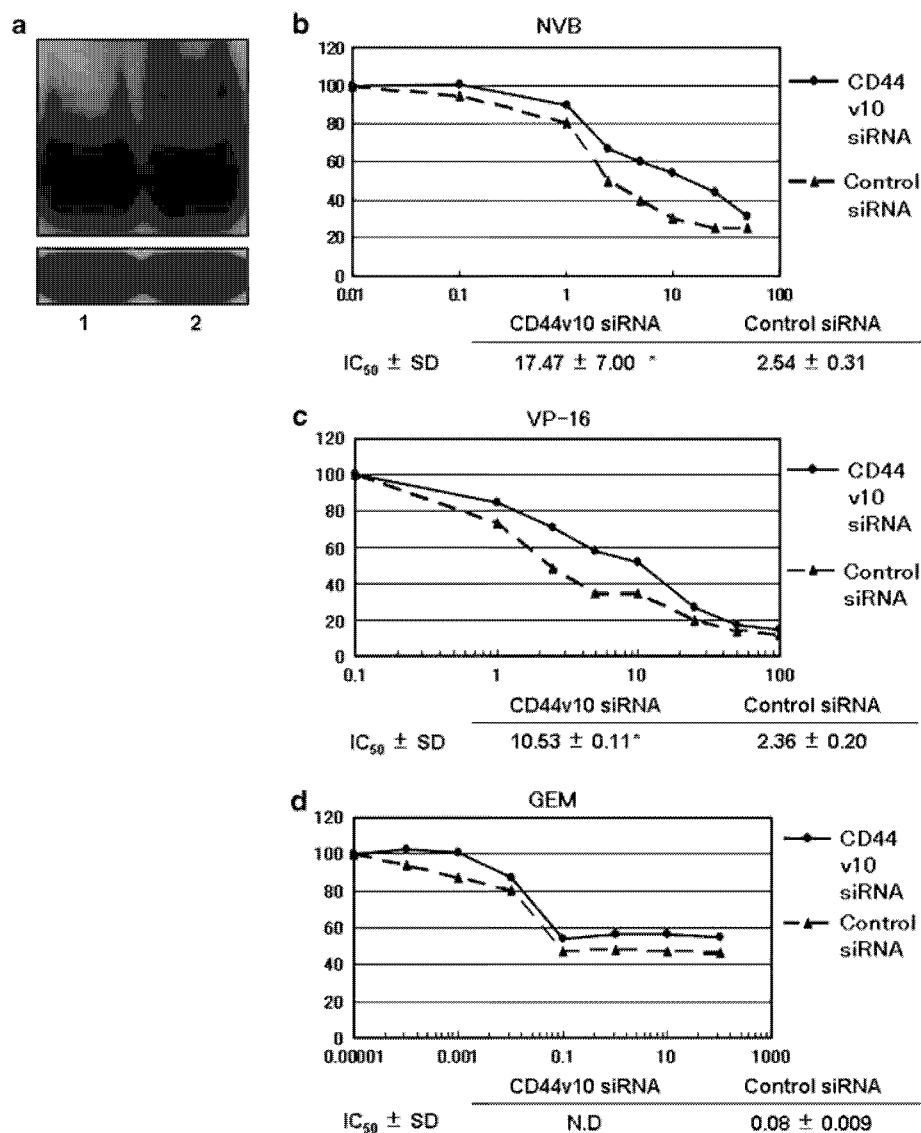 a
1 2
b
NVB
120
100
80
60
40
20
0
0.01 0.1 1 10 100
CD44
v10
siRNA
Control
siRNA
CD44v10 siRNA Control siRNA
IC50 ± SD 17.47 ± 7.00 * 2.54 ± 0.31
c
VP-16
120
100
80
60
40
20
0
0.1 1 10 100
CD44
v10
siRNA
Control
siRNA
CD44v10 siRNA Control siRNA
IC50 ± SD 10.53 ± 0.11* 2.36 ± 0.20
d
GEM
120
100
80
60
40
20
0
0.00001 0.001 0.1 10 1000
CD44
v10
siRNA
Control
siRNA
CD44v10 siRNA Control siRNA
IC50 ± SD N.D 0.08 ± 0.009